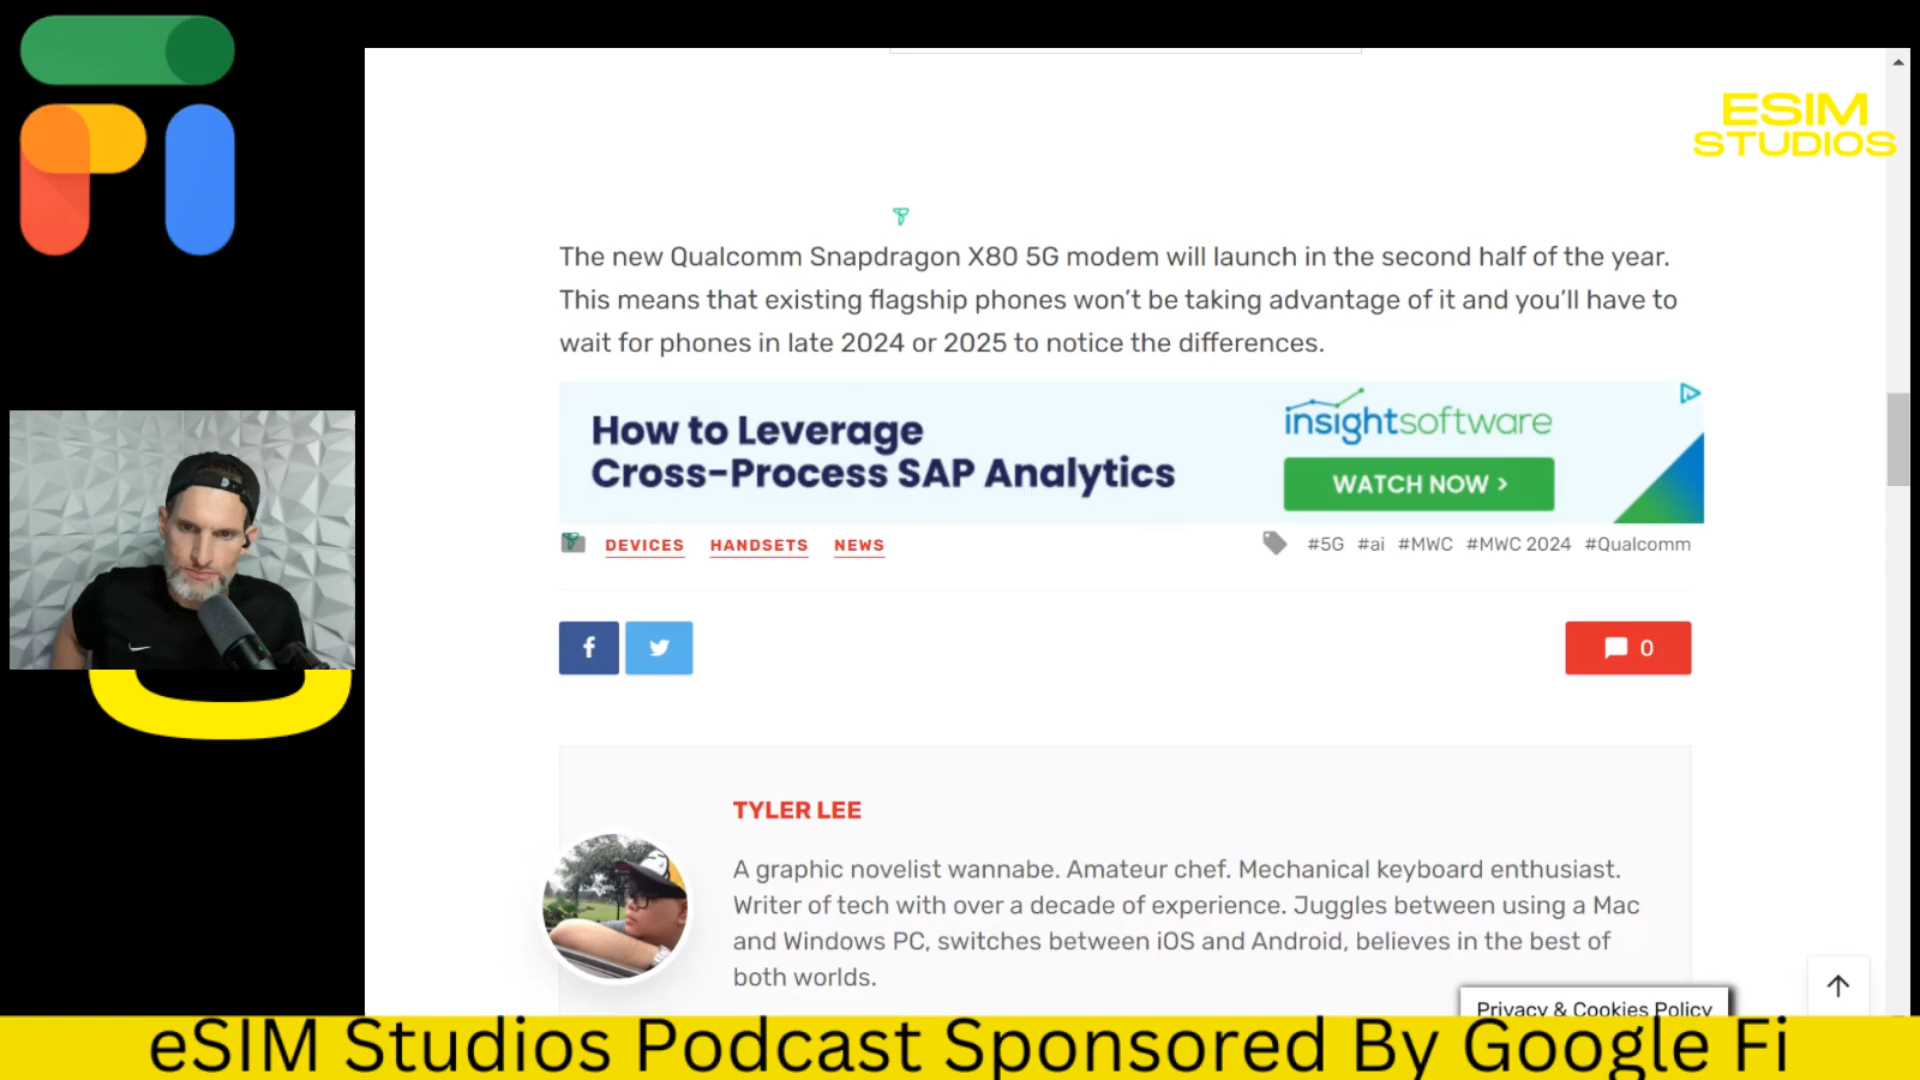 ESIM
STUDIOS
The new Qualcomm Snapdragon X80 5G modem will launch in the second half of the year.
This means that existing flagship phones won’t be taking advantage of it and you’ll have to
wait for phones in late 2024 or 2025 to notice the differences.
How to Leverage
Cross-Process SAP Analytics
insightsoftware
WATCH NOW >
DEVICES HANDSETS NEWS
#5G #ai #MWC #MWC 2024 #Qualcomm
0
TYLER LEE
A graphic novelist wannabe. Amateur chef. Mechanical keyboard enthusiast.
Writer of tech with over a decade of experience. Juggles between using a Mac
and Windows PC, switches between iOS and Android, believes in the best of
both worlds.
Privacy & Cookies Policy
eSIM Studios Podcast Sponsored By Google Fi